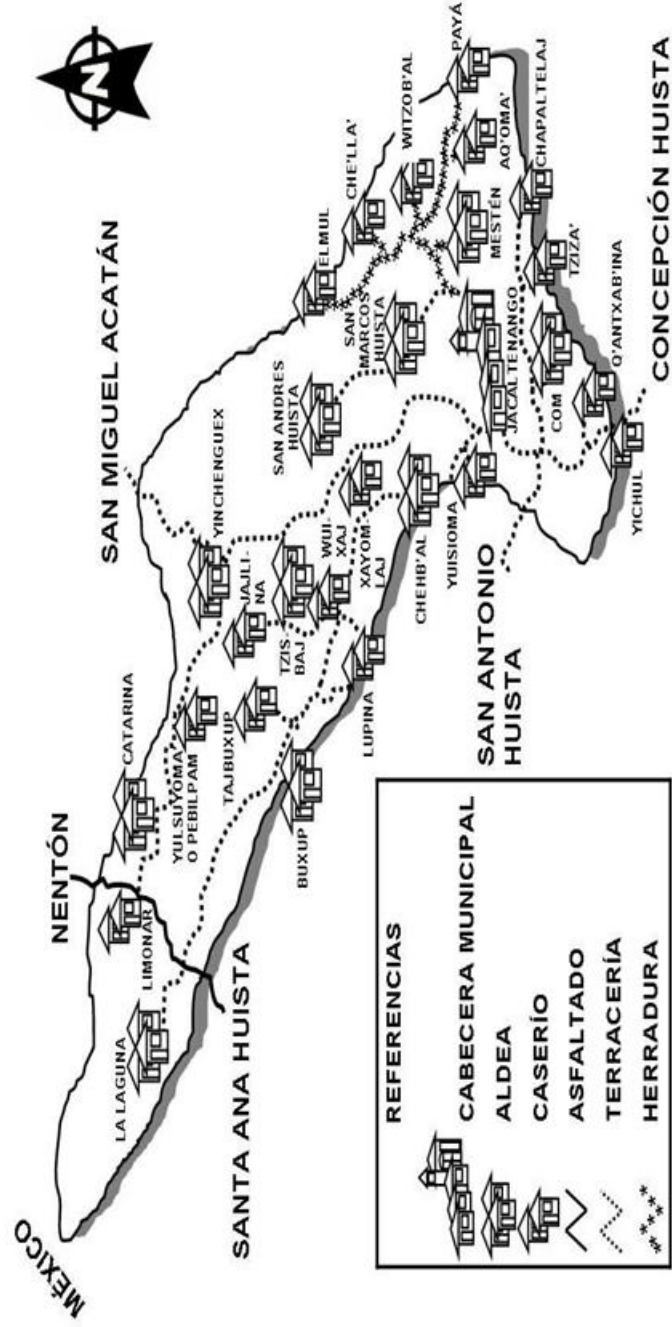 MÉXICO
NENTÓN
SAN MIGUEL ACATÁN
SANTA ANA HUISTA
SAN ANTONIO
HUISTA
CONCEPCIÓN HUISTA
N
LA LAGUNA
LIMONAR
CATARINA
YULSUYOMA
O PEBILPAM
TAJBUXUP
BUXUP
YINCHENGUEX
JAJLI-
NA
TZIS-
BAJ
WUI-
XAJ
LUPINA
XAYOM-
LAJ
CHEHB'AL
YUISIOMA
SAN ANDRES
HUISTA
SAN
MARCOS
HUISTA
JACALTENANGO
ELMUL
CHE'LLA'
WITZOB'AL
PAYÁ
AQ'OMA'
MESTÉN
CHAPALTELAJ
TZIZA'
COM
Q'ANTXAB'INA
YICHUL
REFERENCIAS
CABECERA MUNICIPAL
ALDEA
CASERÍO
ASFALTADO
TERRACERÍA
HERRADURA